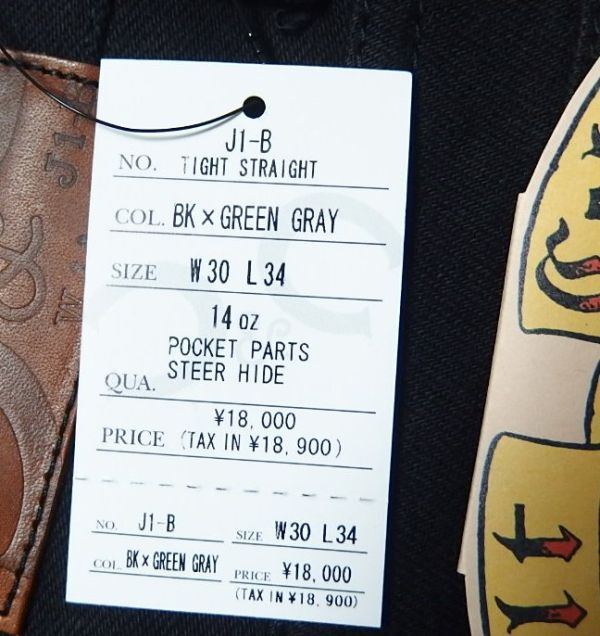 J1-B
NO. TIGHT STRAIGHT
COL. BK×GREEN GRAY
SIZE W30 L34
14 oz
POCKET PARTS
QUA. STEER HIDE
¥18,000
PRICE (TAX IN ¥18,900)
NO. J1-B SIZE W30 L34
COL. BK×GREEN GRAY PRICE ¥18,000
(TAX IN ¥18,900)
&